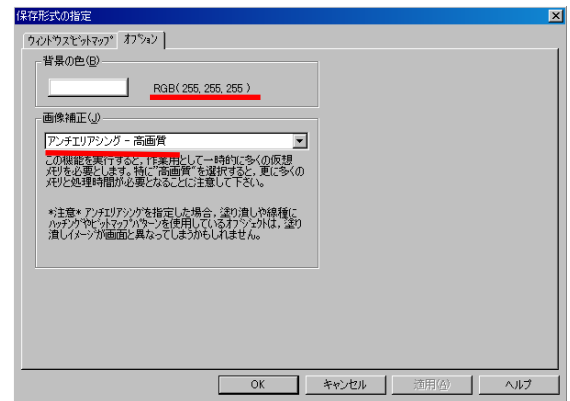 保存形式の指定
ｳｨﾝﾄﾞｳｽﾞﾋﾞｯﾄﾏｯﾌﾟ ｵﾌﾟｼｮﾝ
背景の色(B)
RGB( 255, 255, 255 )
画像補正(J)
アンチエリアシング - 高画質
この機能を実行すると、作業用として一時的に多くの仮想
ﾒﾓﾘを必要とします。特に"高画質"を選択すると、更に多くの
ﾒﾓﾘと処理時間が必要となることに注意して下さい。
*注意* ｱﾝﾁｴﾘｱｼﾝｸﾞを指定した場合、塗り潰しや線種に
ﾊｯﾁﾝｸﾞやﾋﾞｯﾄﾏｯﾌﾟﾊﾟﾀｰﾝを使用しているｵﾌﾞｼﾞｪｸﾄは、塗り
潰しｲﾒｰｼﾞが画面と異なってしまうかもしれません。
OK キャンセル 適用(A) ヘルプ